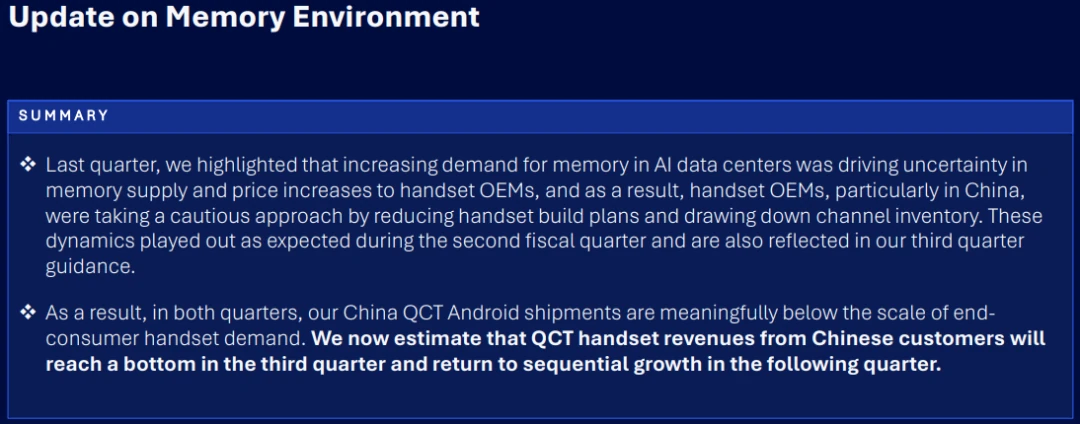 Update on Memory Environment
SUMMARY
❖ Last quarter, we highlighted that increasing demand for memory in AI data centers was driving uncertainty in
memory supply and price increases to handset OEMs, and as a result, handset OEMs, particularly in China,
were taking a cautious approach by reducing handset build plans and drawing down channel inventory. These
dynamics played out as expected during the second fiscal quarter and are also reflected in our third quarter
guidance.
❖ As a result, in both quarters, our China QCT Android shipments are meaningfully below the scale of end-
consumer handset demand. We now estimate that QCT handset revenues from Chinese customers will
reach a bottom in the third quarter and return to sequential growth in the following quarter.